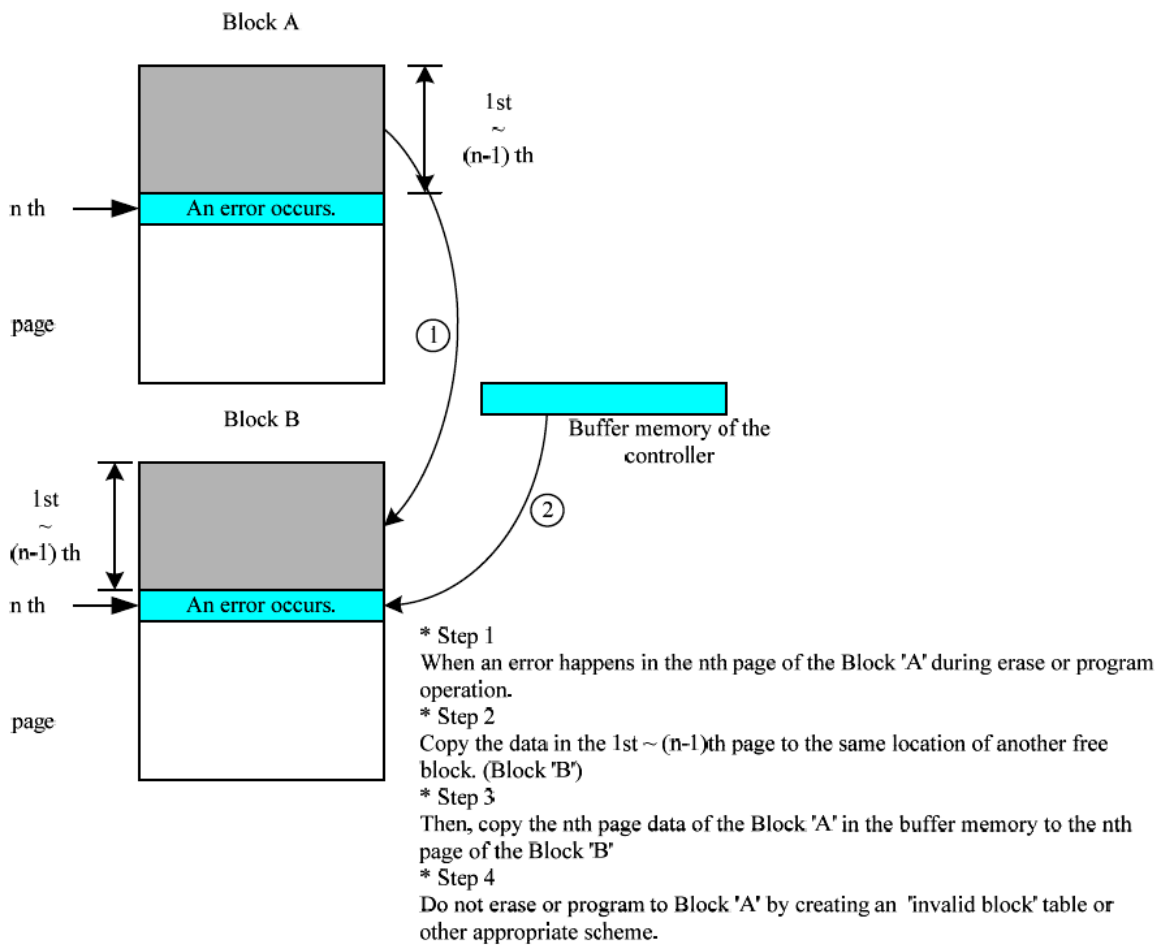 Block A
1st
~
(n-1) th
n th
An error occurs.
page
1
Block B
Buffer memory of the
controller
1st
~
(n-1) th
2
n th
An error occurs.
page
* Step 1
When an error happens in the nth page of the Block 'A' during erase or program
operation.
* Step 2
Copy the data in the 1st ~ (n-1)th page to the same location of another free
block. (Block 'B')
* Step 3
Then, copy the nth page data of the Block 'A' in the buffer memory to the nth
page of the Block 'B'
* Step 4
Do not erase or program to Block 'A' by creating an 'invalid block' table or
other appropriate scheme.